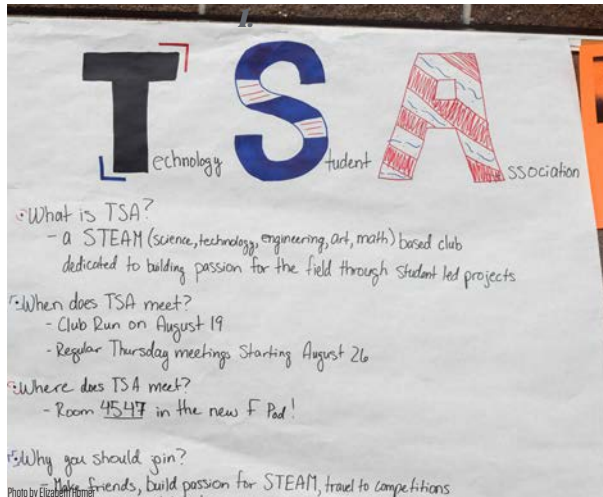 1.
TSA
Technology Student Association
What is TSA?
- a STEAM (science, technology, engineering, art, math) based club
dedicated to building passion for the field through student led projects
When does TSA meet?
- Club Run on August 19
- Regular Thursday meetings Starting August 26
Where does TSA meet?
- Room 4547 in the new F Pod!
Why you should join?
- Make friends, build passion for STEAM, travel to competitions
Photo by Elizabeth Horner